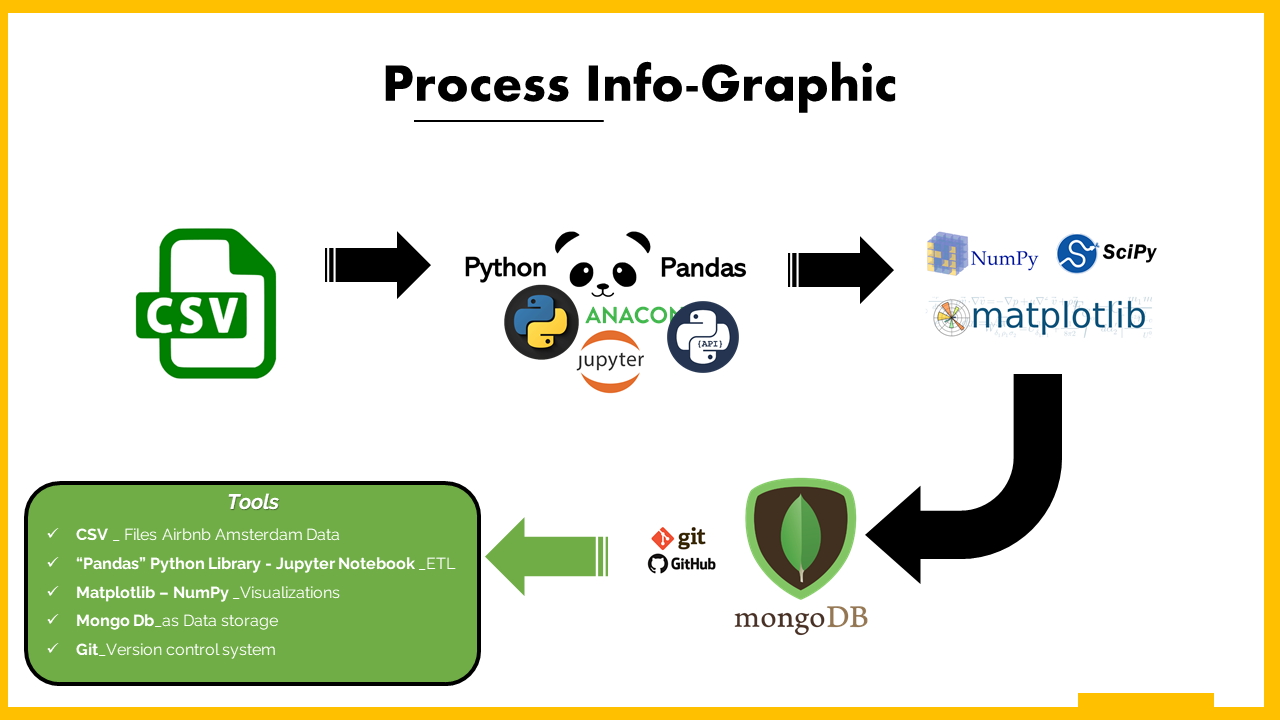 Process Info-Graphic
CSV
Python
Pandas
ANACON
{API}
jupyter
NumPy
SciPy
matplotlib
git
GitHub
mongoDB
Tools
✓ CSV _ Files Airbnb Amsterdam Data
✓ “Pandas” Python Library - Jupyter Notebook _ETL
✓ Matplotlib – NumPy _Visualizations
✓ Mongo Db_as Data storage
✓ Git_Version control system